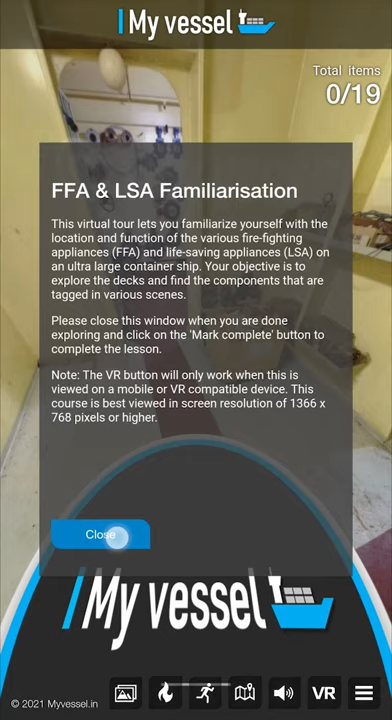 My vessel
Total items
0/19
FFA & LSA Familiarisation
This virtual tour lets you familiarize yourself with the
location and function of the various fire-fighting
appliances (FFA) and life-saving appliances (LSA) on
an ultra large container ship. Your objective is to
explore the decks and find the components that are
tagged in various scenes.
Please close this window when you are done
exploring and click on the 'Mark complete' button to
complete the lesson.
Note: The VR button will only work when this is
viewed on a mobile or VR compatible device. This
course is best viewed in screen resolution of 1366 x
768 pixels or higher.
Close
My vessel
© 2021 Myvessel.in
VR